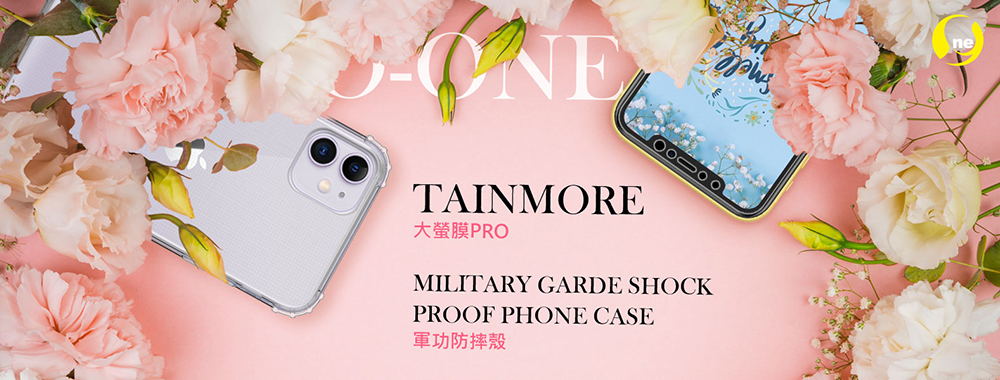 O-ONE
ne
TAINMORE
大螢膜PRO
MILITARY GARDE SHOCK
PROOF PHONE CASE
軍功防摔殼